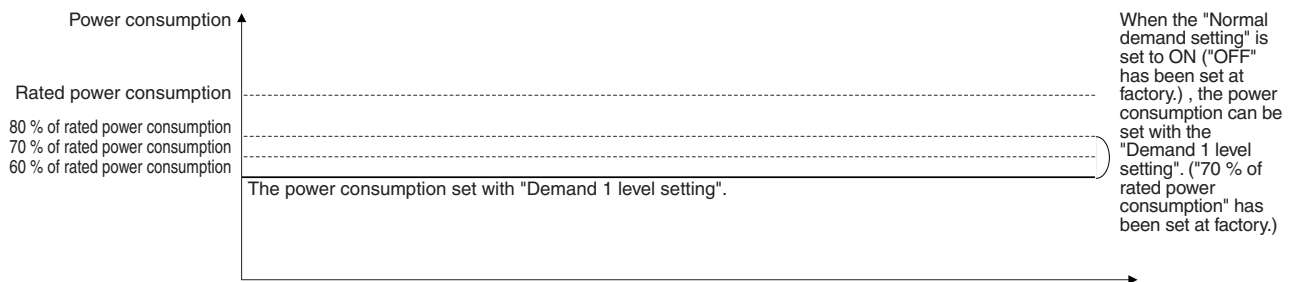 Power consumption
Rated power consumption
80 % of rated power consumption
70 % of rated power consumption
60 % of rated power consumption
The power consumption set with "Demand 1 level setting".
When the "Normal
demand setting" is
set to ON ("OFF"
has been set at
factory.) , the power
consumption can be
set with the
"Demand 1 level
setting". ("70 % of
rated power
consumption" has
been set at factory.)